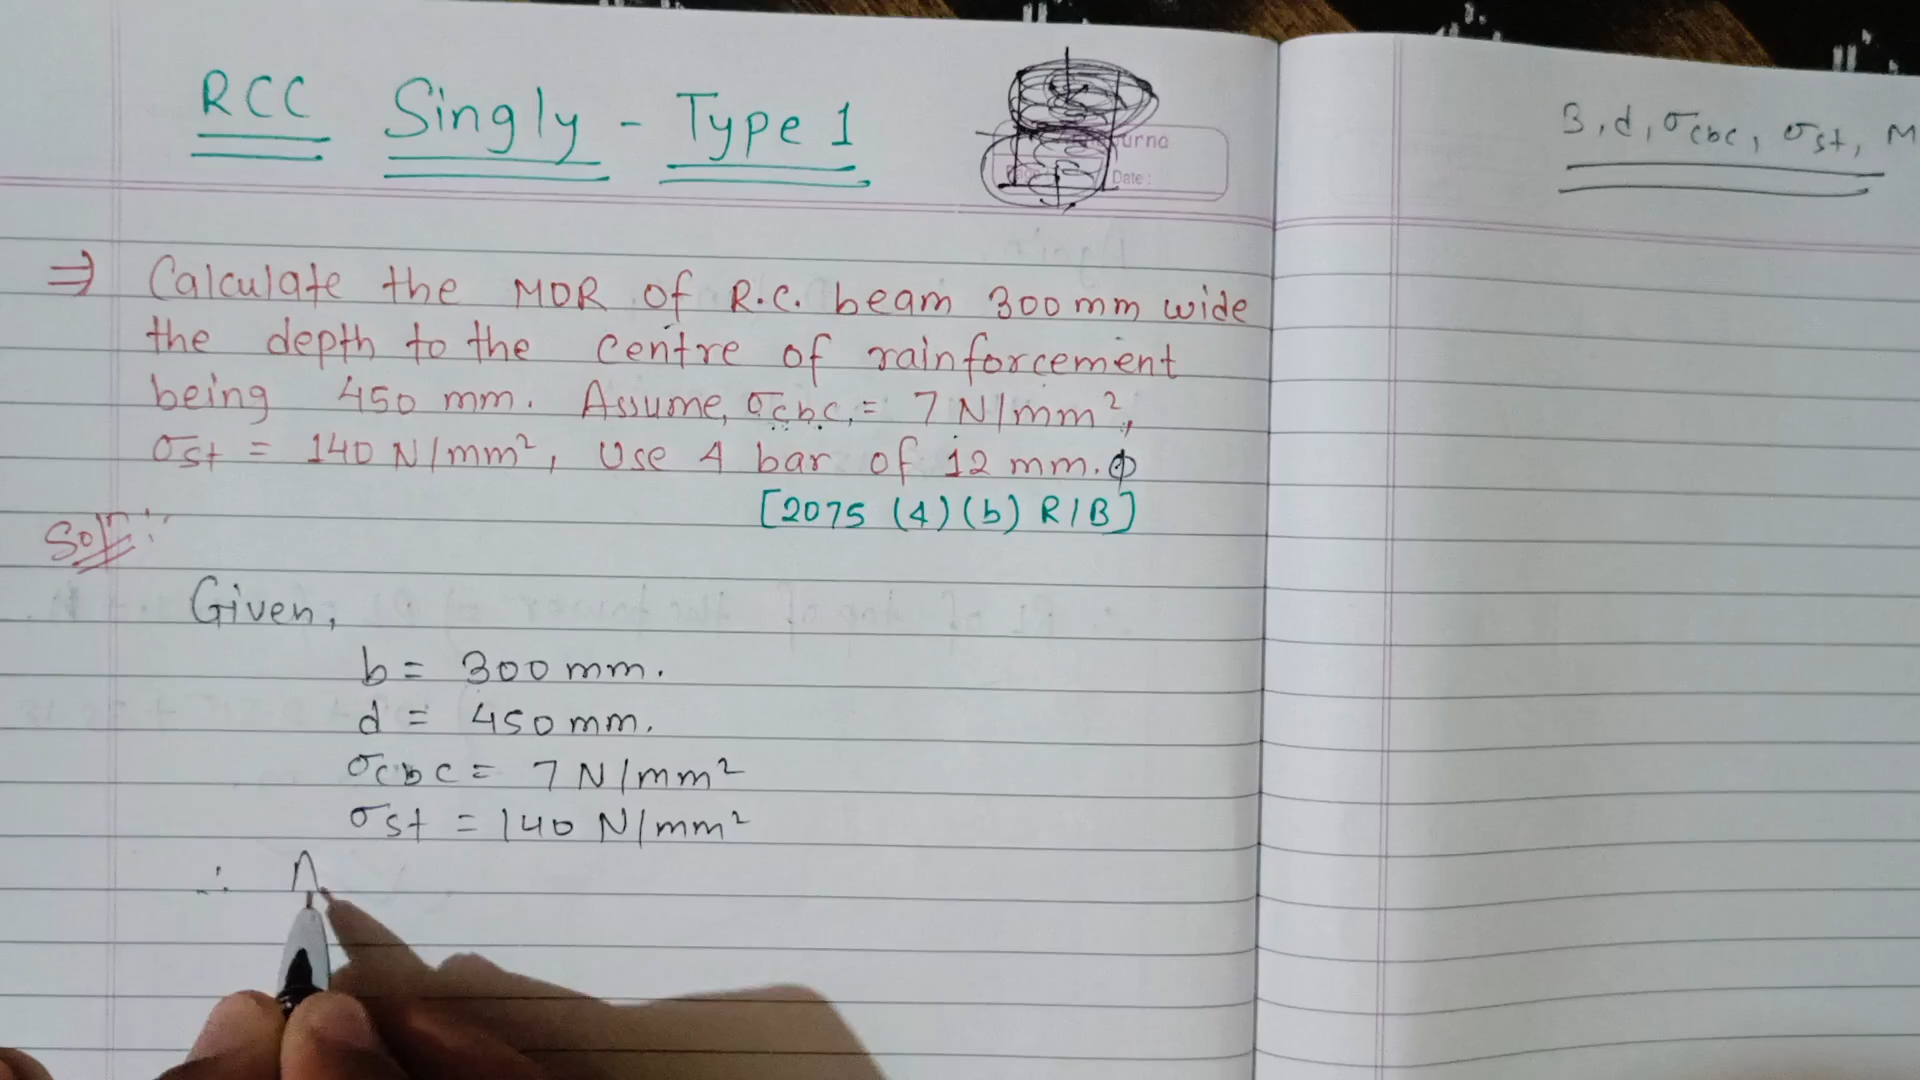 RCC Singly - Type 1
urna
Date :
B, d, σcbc, σst, M
⇒ Calculate the MOR of R.C. beam 300 mm wide
the depth to the centre of rainforcement
being 450 mm. Assume, σcbc, = 7 N/mm²,
σst = 140 N/mm², Use 4 bar of 12 mm. ϕ
[2075 (4)(b) R/B]
Solⁿ:
Given,
b = 300 mm.
d = 450 mm.
σcbc = 7 N/mm²
σst = 140 N/mm²
∴ A